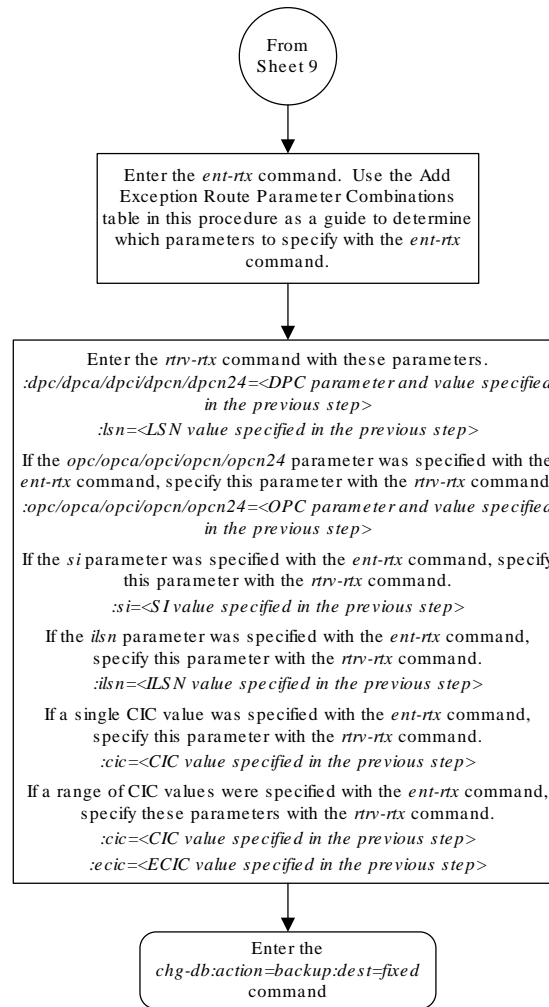 From
Sheet 9
Enter the ent-rtx command. Use the Add
Exception Route Parameter Combinations
table in this procedure as a guide to determine
which parameters to specify with the ent-rtx
command.
Enter the rtrv-rtx command with these parameters.
:dpc/dpca/dpci/dpcn/dpcn24=<DPC parameter and value specified
in the previous step>
:lsn=<LSN value specified in the previous step>
If the opc/opca/opci/opcn/opcn24 parameter was specified with the
ent-rtx command, specify this parameter with the rtrv-rtx command
:opc/opca/opci/opcn/opcn24=<OPC parameter and value specified
in the previous step>
If the si parameter was specified with the ent-rtx command, specify
this parameter with the rtrv-rtx command.
:si=<SI value specified in the previous step>
If the ilsn parameter was specified with the ent-rtx command,
specify this parameter with the rtrv-rtx command.
:ilsn=<ILSN value specified in the previous step>
If a single CIC value was specified with the ent-rtx command,
specify this parameter with the rtrv-rtx command.
:cic=<CIC value specified in the previous step>
If a range of CIC values were specified with the ent-rtx command,
specify these parameters with the rtrv-rtx command.
:cic=<CIC value specified in the previous step>
:ecic=<ECIC value specified in the previous step>
Enter the
chg-db:action=backup:dest=fixed
command